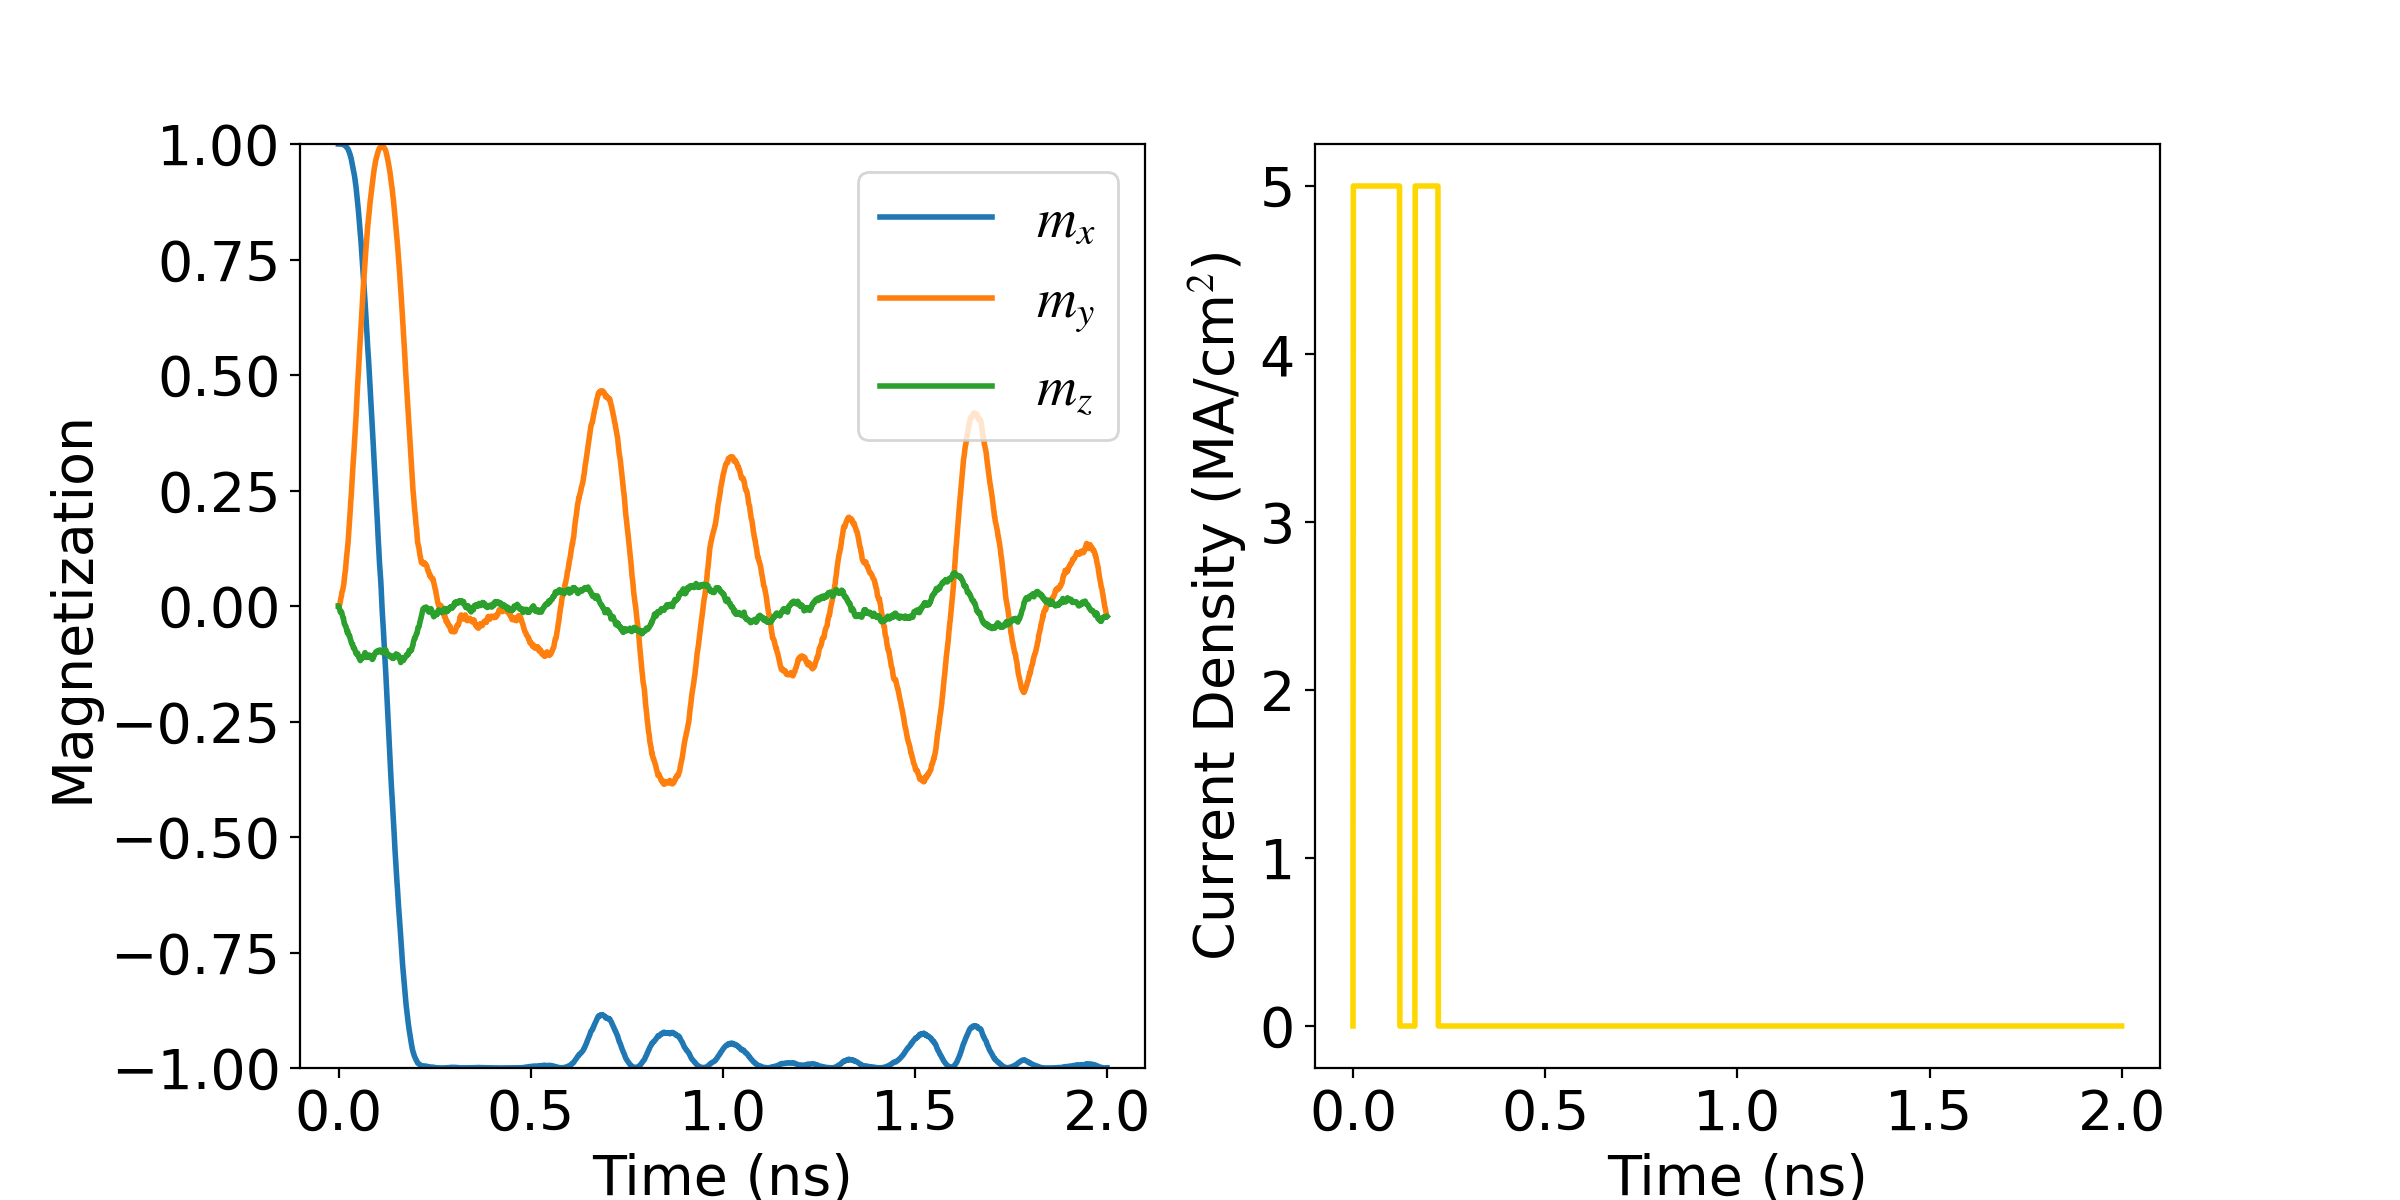 1.00
0.75
0.50
0.25
0.00
−0.25
−0.50
−0.75
−1.00
Magnetization
0.0 0.5 1.0 1.5 2.0
Time (ns)
mₓ
m_y
m_z
5
4
3
2
1
0
Current Density (MA/cm²)
0.0 0.5 1.0 1.5 2.0
Time (ns)